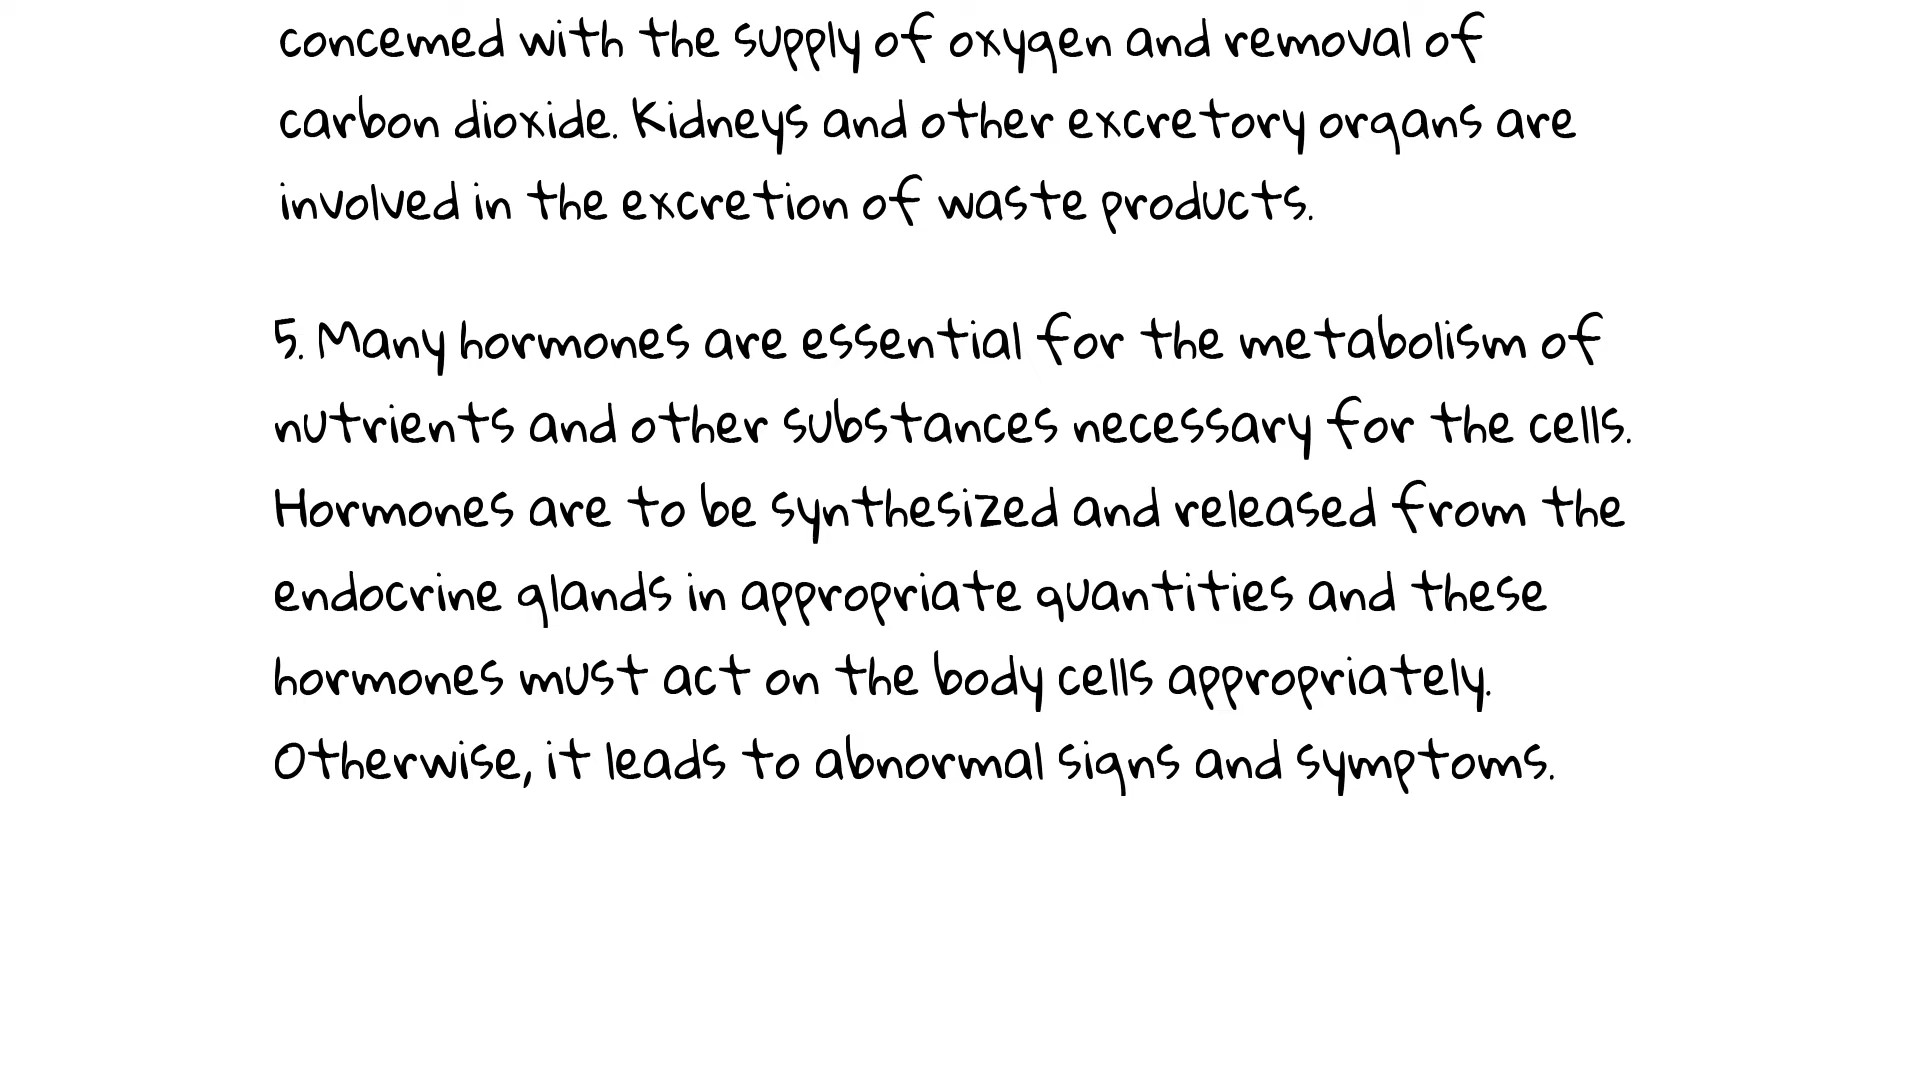 concemed with the supply of oxygen and removal of
carbon dioxide. Kidneys and other excretory organs are
involved in the excretion of waste products.
5. Many hormones are essential for the metabolism of
nutrients and other substances necessary for the cells.
Hormones are to be synthesized and released from the
endocrine glands in appropriate quantities and these
hormones must act on the body cells appropriately.
Otherwise, it leads to abnormal signs and symptoms.